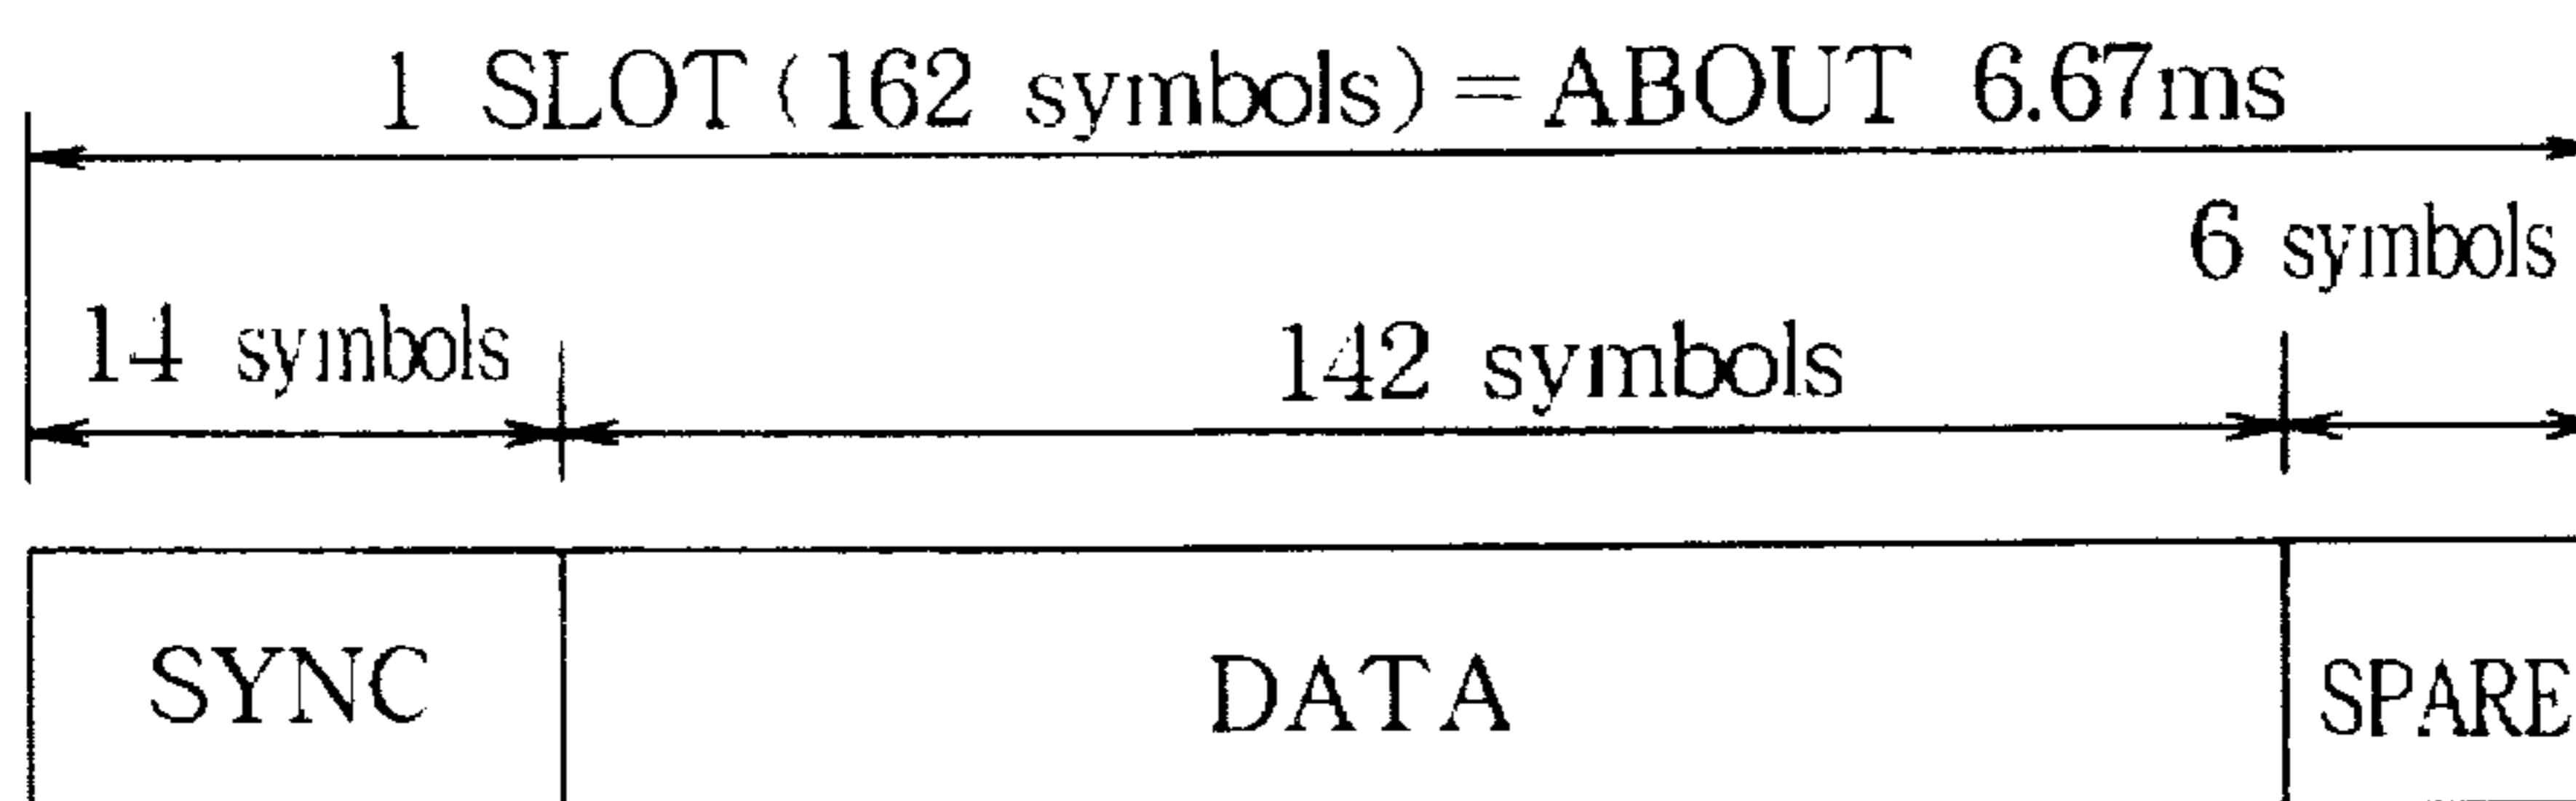 1 SLOT (162 symbols) = ABOUT 6.67ms
6 symbols
14 symbols
142 symbols
SYNC DATA SPARE